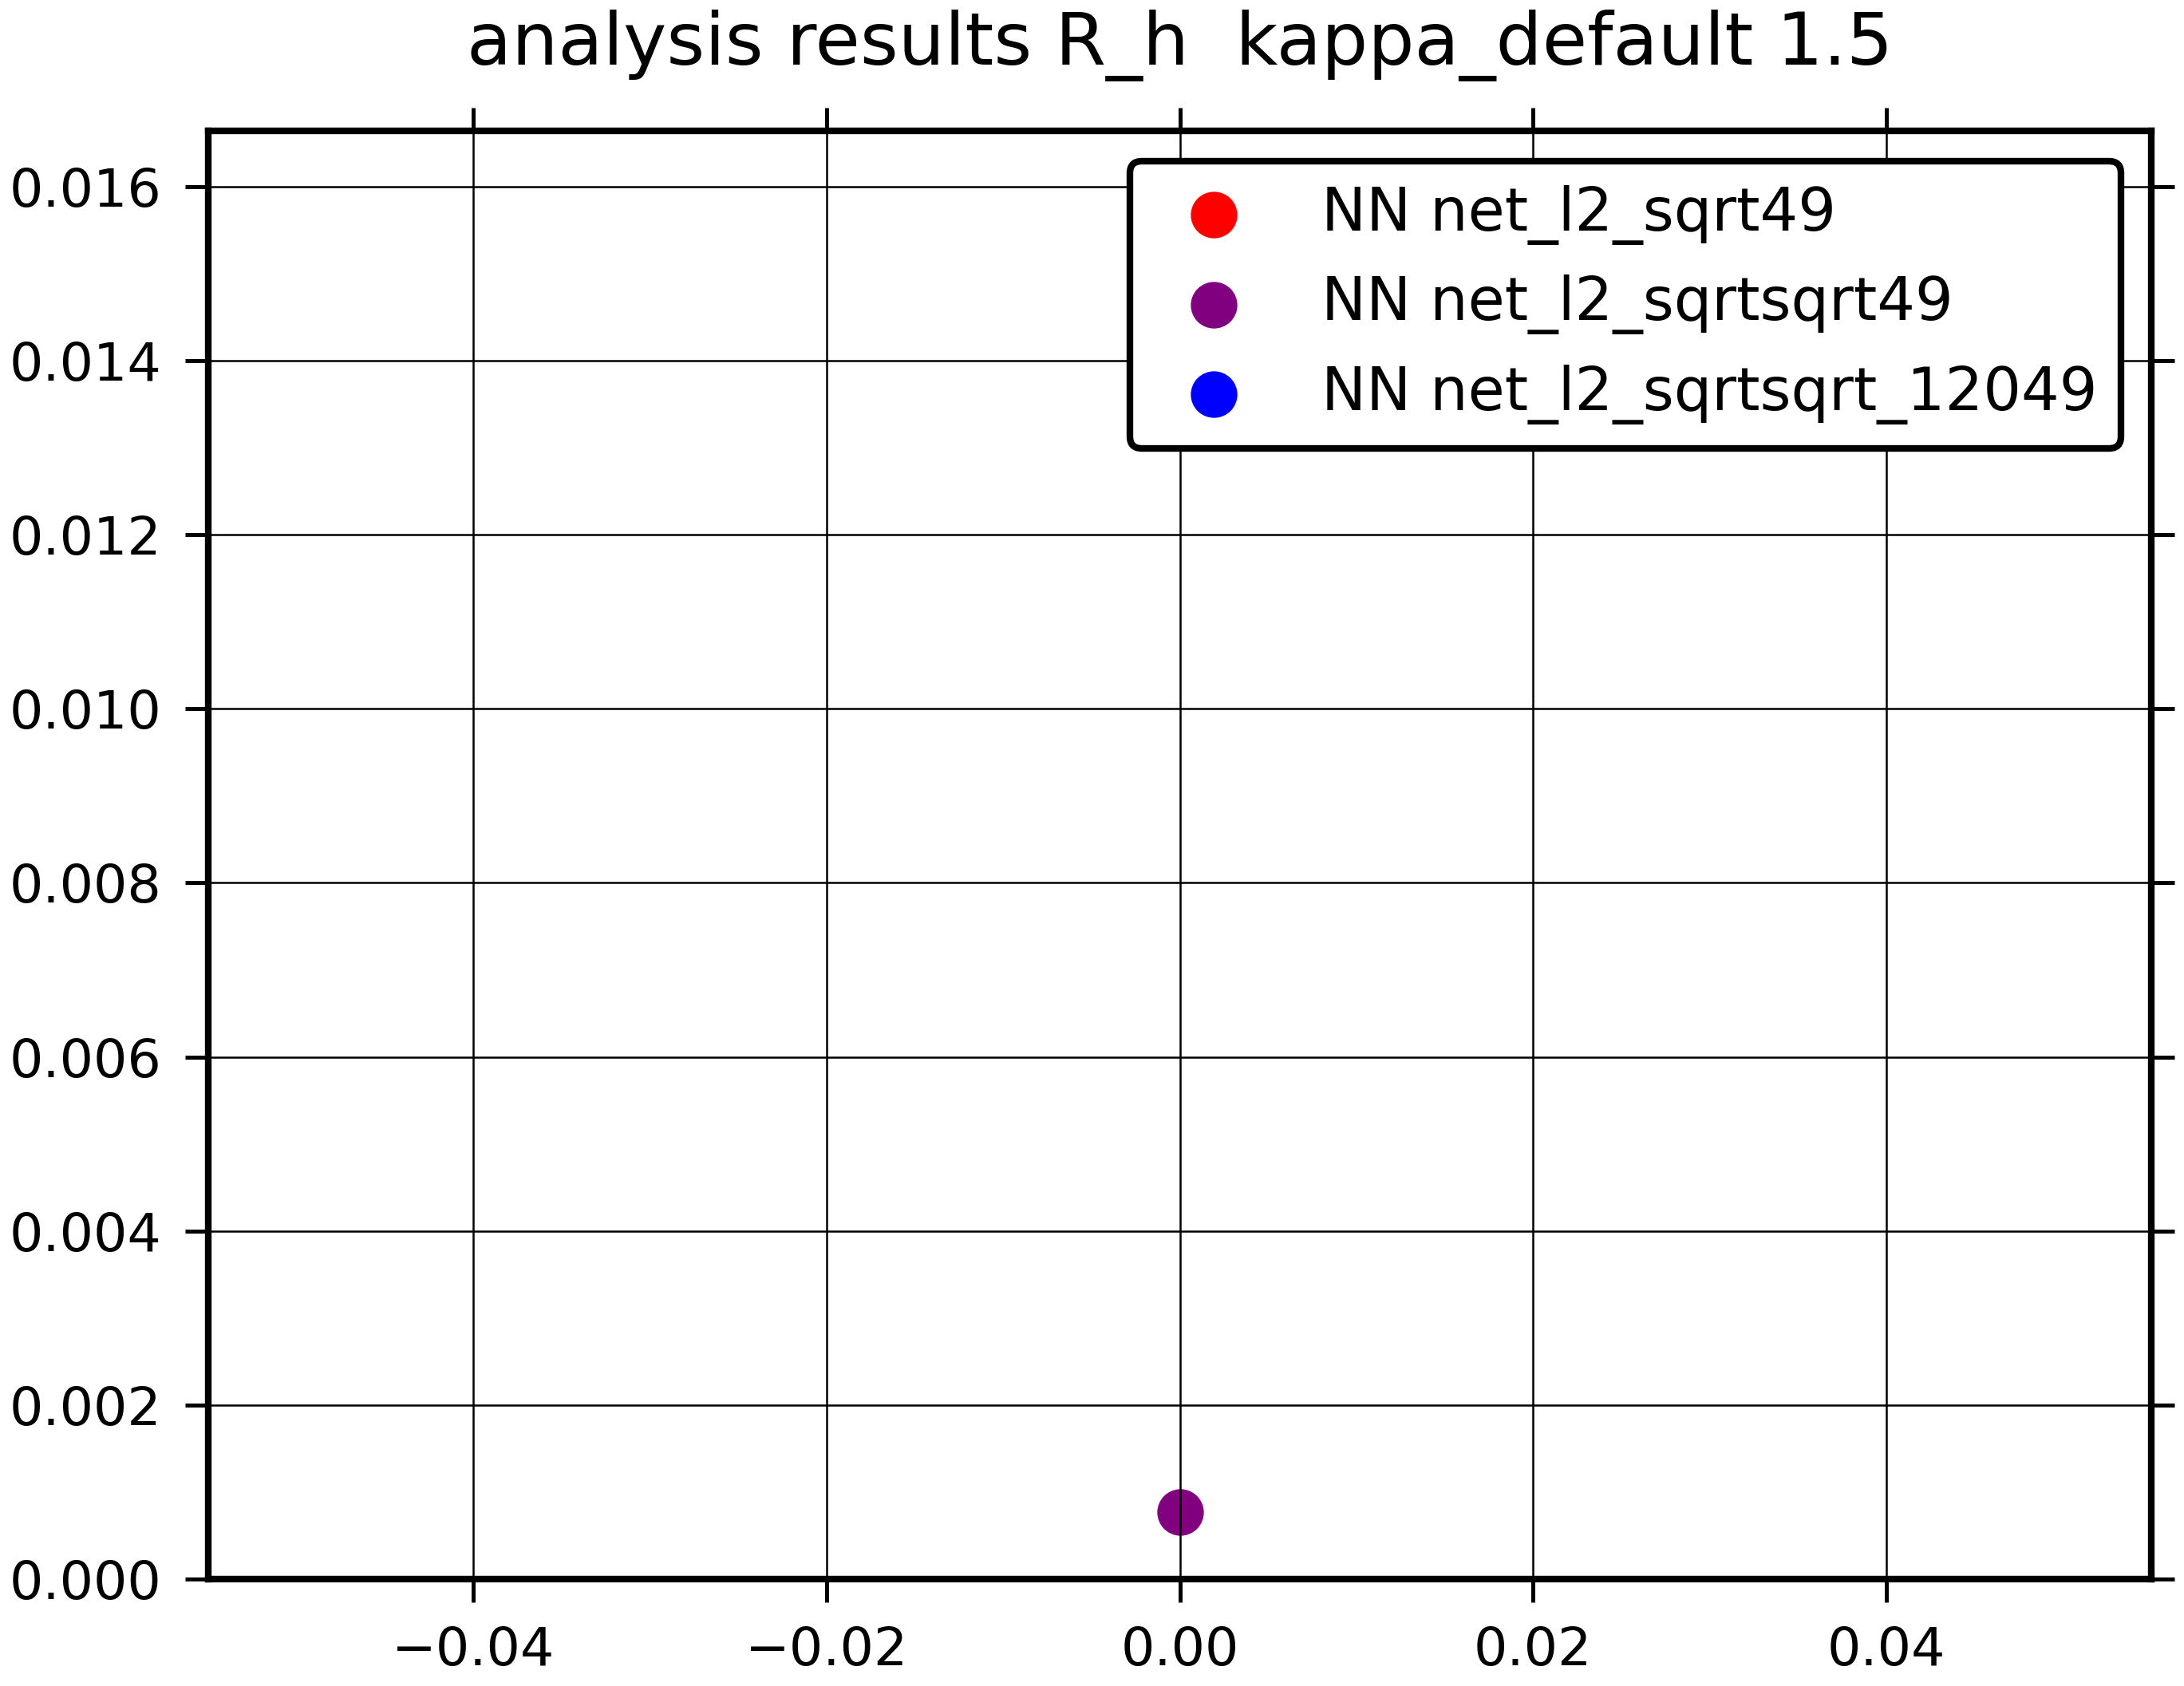 analysis results R_h  kappa_default 1.5
NN net_l2_sqrt49
NN net_l2_sqrtsqrt49
NN net_l2_sqrtsqrt_12049
0.016
0.014
0.012
0.010
0.008
0.006
0.004
0.002
0.000
−0.04 −0.02 0.00 0.02 0.04